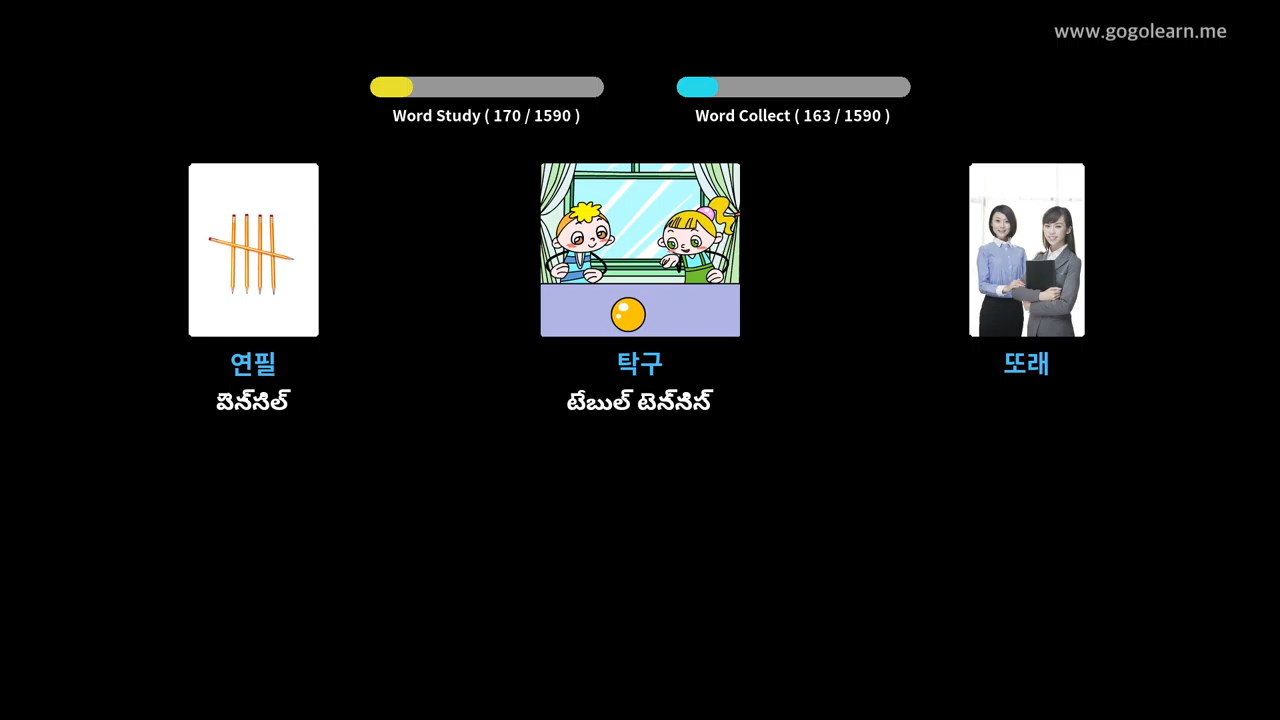 www.gogolearn.me
Word Study ( 170 / 1590 )
Word Collect ( 163 / 1590 )
연필
탁구
또래
పెన్సిల్
టేబుల్ టెన్నిస్